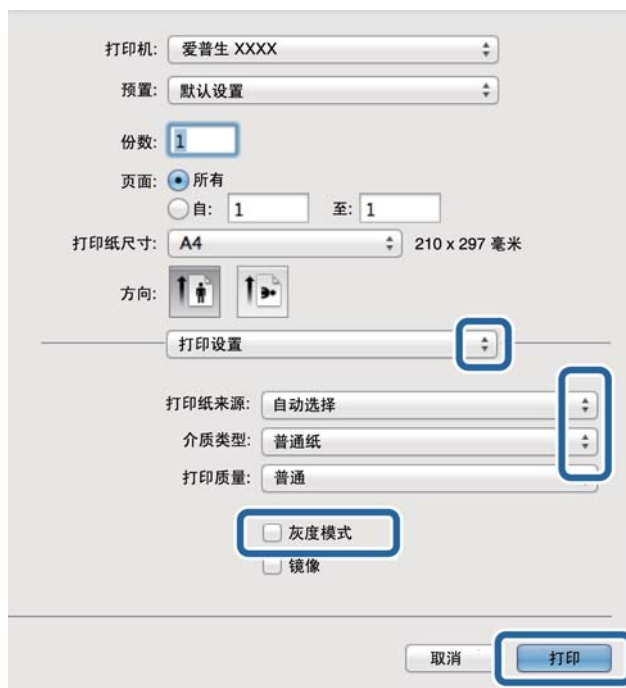 打印机: 爱普生 XXXX
预置: 默认设置
份数: 1
页面: 所有
自: 1 至: 1
打印纸尺寸: A4 210 x 297 毫米
方向:
打印设置
打印纸来源: 自动选择
介质类型: 普通纸
打印质量: 普通
灰度模式
镜像
取消 打印